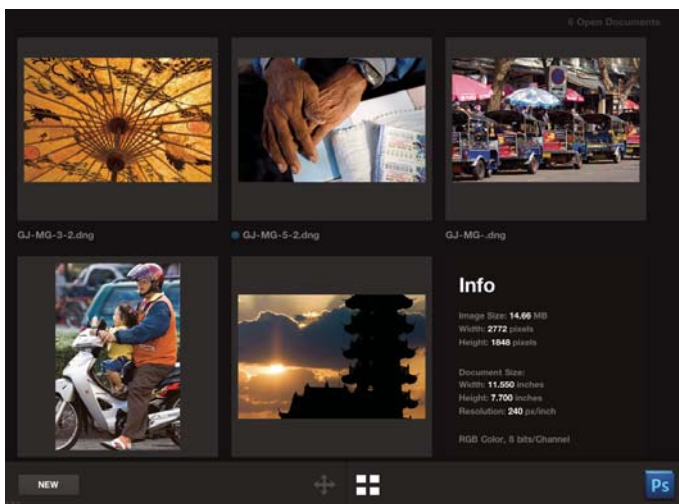 6 Open Documents
GJ-MG-3-2.dng
GJ-MG-5-2.dng
GJ-MG-.dng
Info
Image Size: 14.66 MB
Width: 2772 pixels
Height: 1848 pixels
Document Size:
Width: 11.550 inches
Height: 7.700 inches
Resolution: 240 px/inch
RGB Color, 8 bits/Channel
NEW
Ps